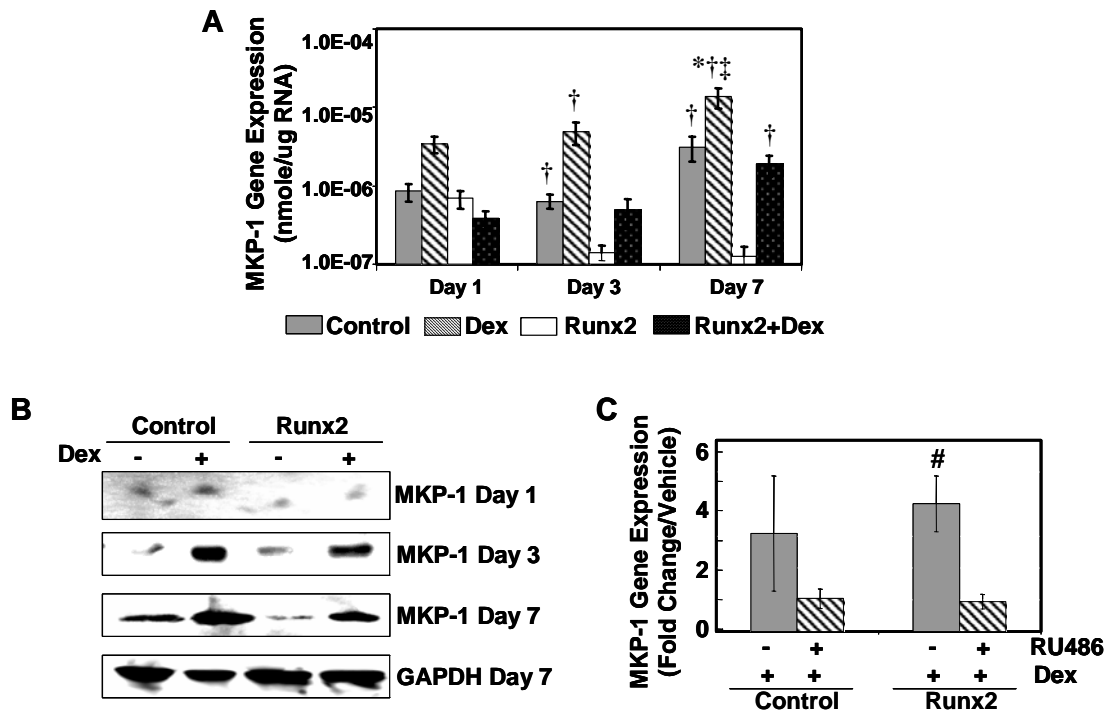 A
MKP-1 Gene Expression
(nmole/ug RNA)
1.0E-04
1.0E-05
1.0E-06
1.0E-07
†
†
†
*†‡
†
Day 1
Day 3
Day 7
Control
Dex
Runx2
Runx2+Dex
B
Control Runx2
Dex - + - +
MKP-1 Day 1
MKP-1 Day 3
MKP-1 Day 7
GAPDH Day 7
C
MKP-1 Gene Expression
(Fold Change/Vehicle)
6
4
2
0
#
- + - + RU486
+ + + + Dex
Control Runx2